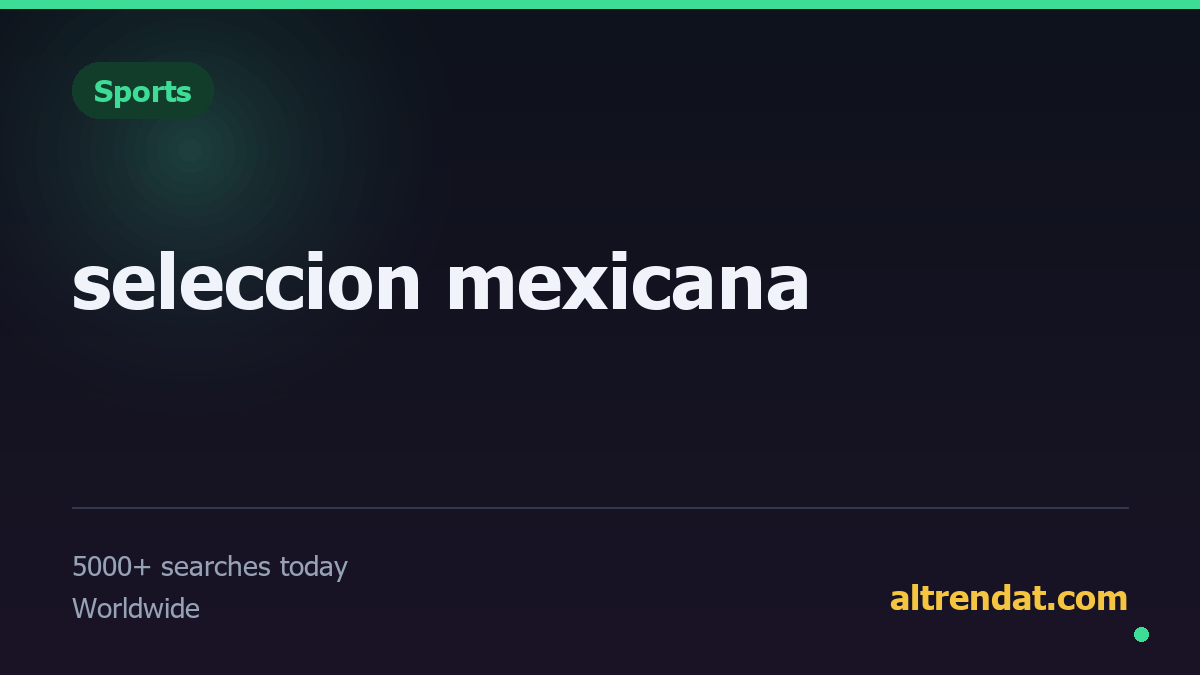 Sports
seleccion mexicana
5000+ searches today
Worldwide
altrendat.com